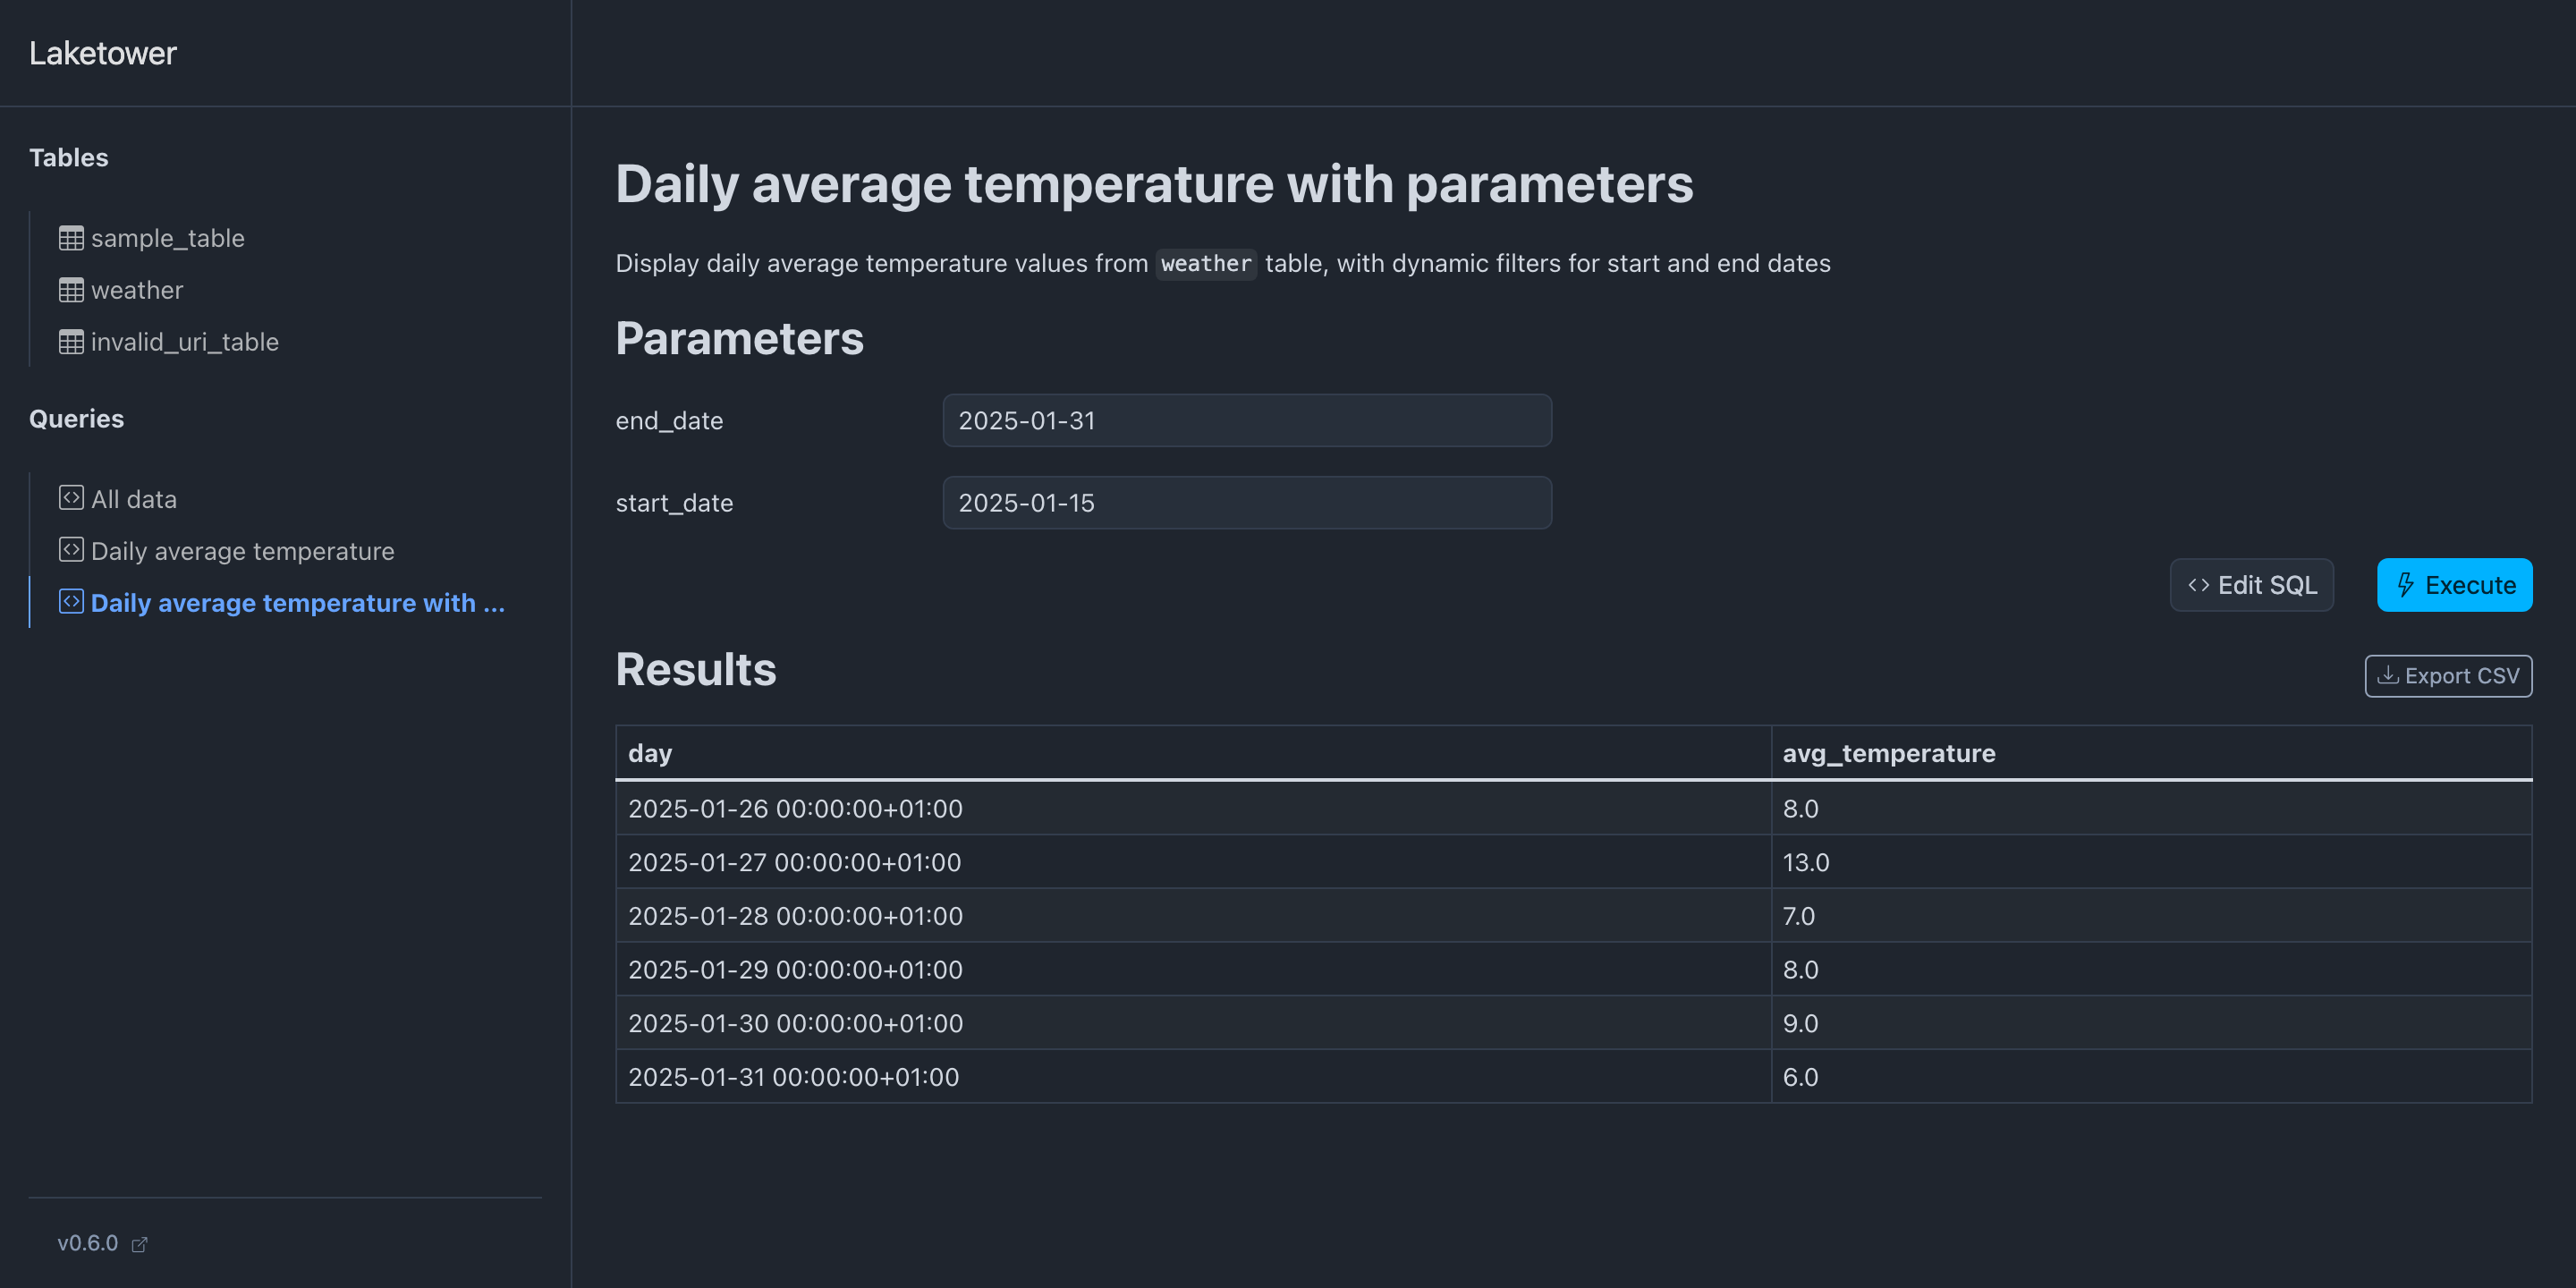 Laketower
Tables
sample_table
weather
invalid_uri_table
Queries
All data
Daily average temperature
Daily average temperature with ...
v0.6.0
Daily average temperature with parameters
Display daily average temperature values from weather table, with dynamic filters for start and end dates
Parameters
end_date 2025-01-31
start_date 2025-01-15
Edit SQL Execute
Results Export CSV
day avg_temperature
2025-01-26 00:00:00+01:00 8.0
2025-01-27 00:00:00+01:00 13.0
2025-01-28 00:00:00+01:00 7.0
2025-01-29 00:00:00+01:00 8.0
2025-01-30 00:00:00+01:00 9.0
2025-01-31 00:00:00+01:00 6.0